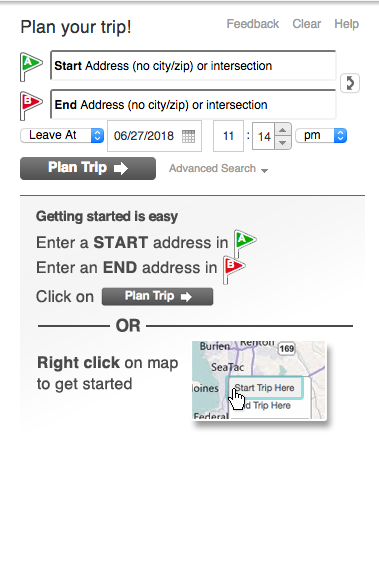 Plan your trip!
Feedback Clear Help
A
Start Address (no city/zip) or intersection
B
End Address (no city/zip) or intersection
Leave At 06/27/2018 11 : 14 pm
Plan Trip Advanced Search
Getting started is easy
Enter a START address in A
Enter an END address in B
Click on Plan Trip
OR
Right click on map
to get started
Burien Renton
169
SeaTac
oines
Start Trip Here
d Trip Here
Federal